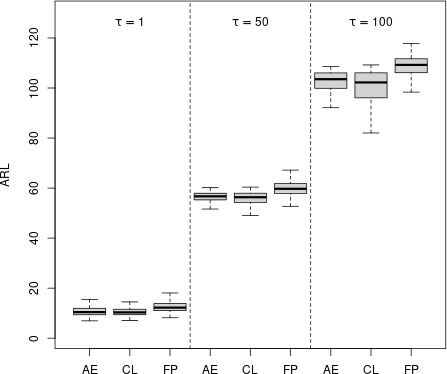 τ = 1 τ = 50 τ = 100
ARL
120
100
80
60
40
20
0
AE CL FP AE CL FP AE CL FP